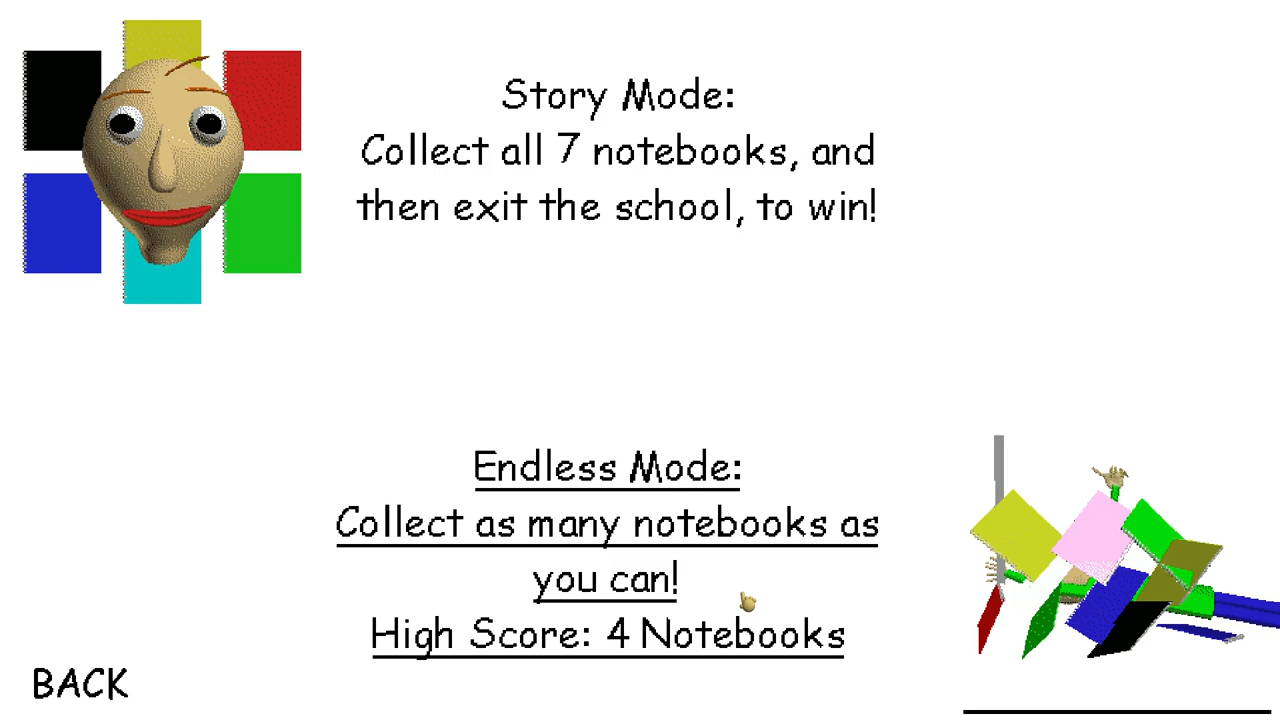 Story Mode:
Collect all 7 notebooks, and
then exit the school, to win!
Endless Mode:
Collect as many notebooks as
you can!
High Score: 4 Notebooks
BACK